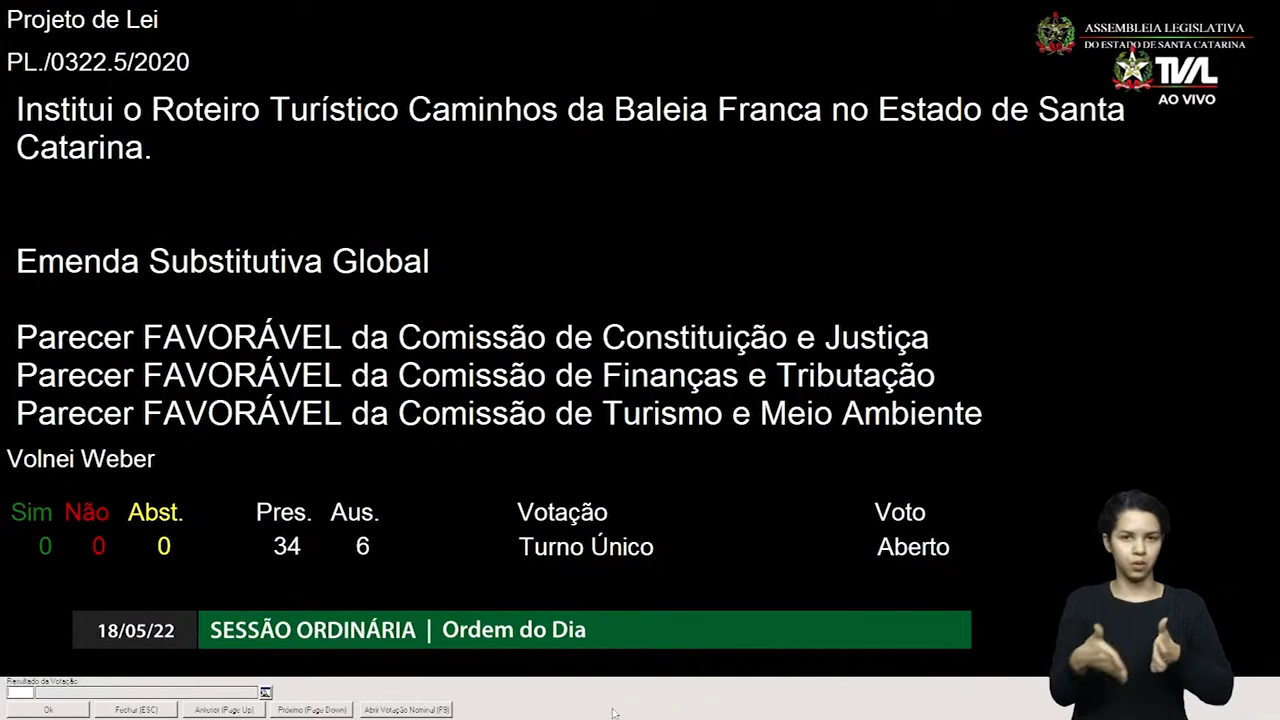 Projeto de Lei
ASSEMBLEIA LEGISLATIVA
DO ESTADO DE SANTA CATARINA
PL./0322.5/2020
TVAL
AO VIVO
Institui o Roteiro Turístico Caminhos da Baleia Franca no Estado de Santa
Catarina.
Emenda Substitutiva Global
Parecer FAVORÁVEL da Comissão de Constituição e Justiça
Parecer FAVORÁVEL da Comissão de Finanças e Tributação
Parecer FAVORÁVEL da Comissão de Turismo e Meio Ambiente
Volnei Weber
Sim Não Abst. Pres. Aus. Votação Voto
0 0 0 34 6 Turno Único Aberto
18/05/22 SESSÃO ORDINÁRIA | Ordem do Dia
Resultado da Votação
Ok Fechar (ESC) Anterior (Page Up) Próximo (Page Down) Abrir Votação Nominal (F9)